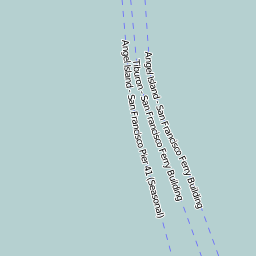 Angel Island - San Francisco Pier 41 (Seasonal)
Tiburon - San Francisco Ferry Building
Angel Island - San Francisco Ferry Building